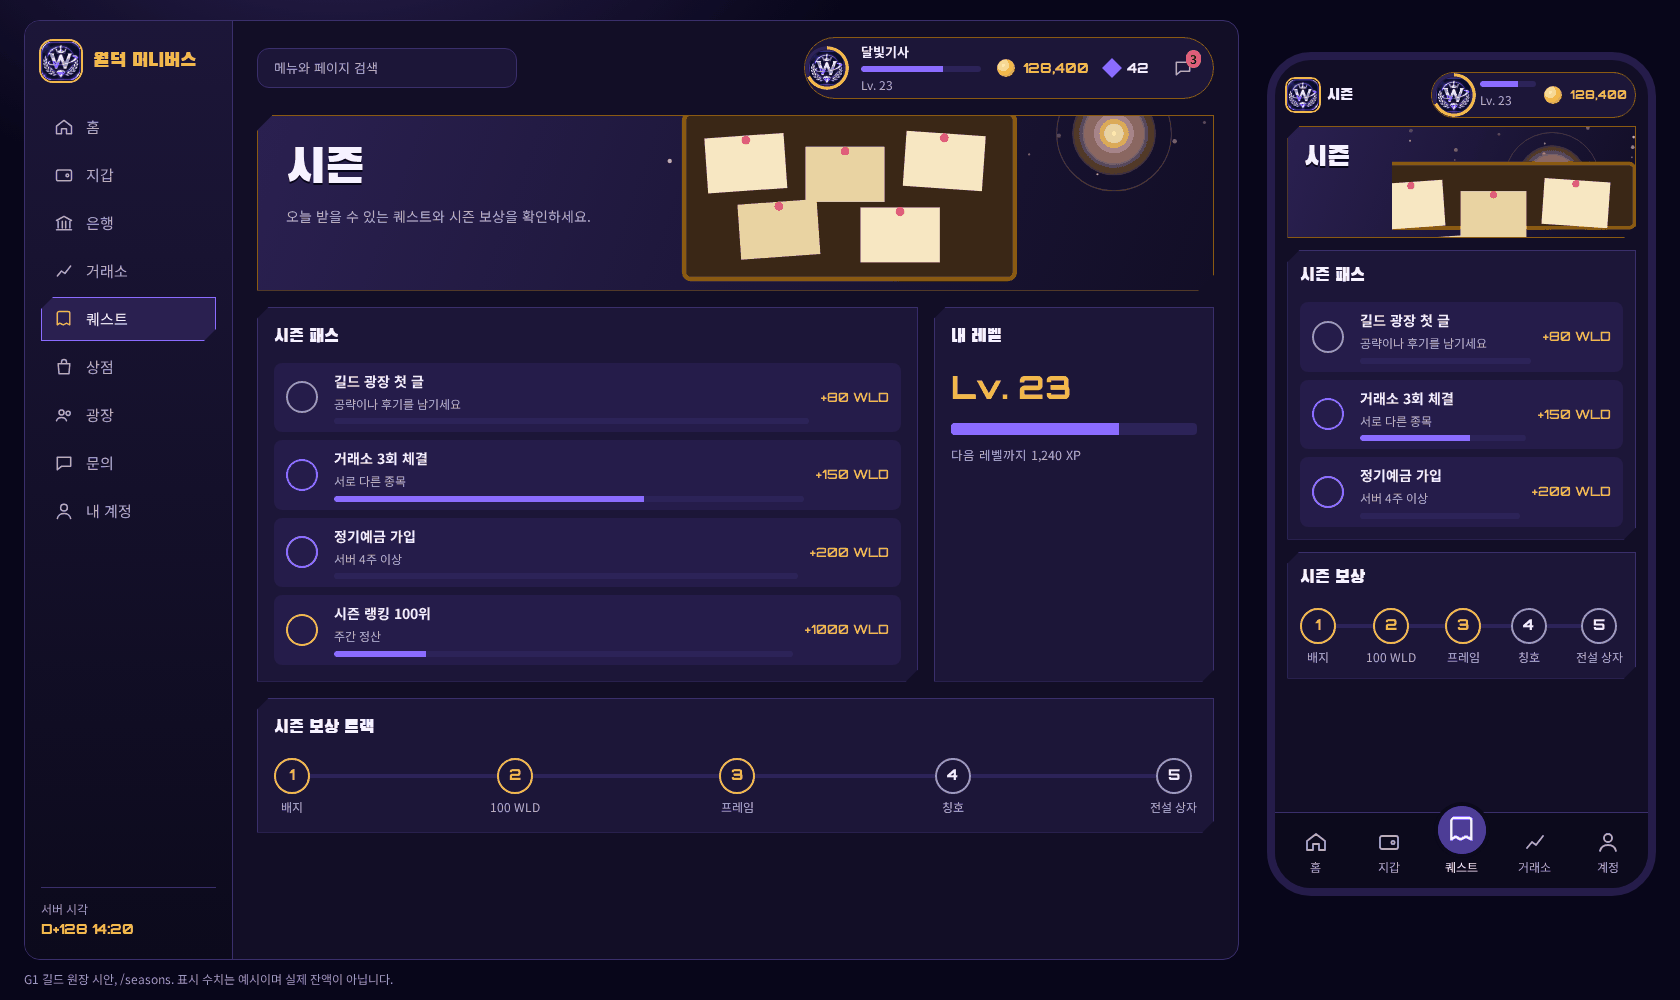 원덕 머니버스
홈
지갑
은행
거래소
퀘스트
상점
광장
문의
내 계정
서버 시각
D+128 14:20
메뉴와 페이지 검색
달빛기사
Lv. 23
128,400
42
3
시즌
오늘 받을 수 있는 퀘스트와 시즌 보상을 확인하세요.
시즌 패스
길드 광장 첫 글
공략이나 후기를 남기세요
+80 WLD
거래소 3회 체결
서로 다른 종목
+150 WLD
정기예금 가입
서버 4주 이상
+200 WLD
시즌 랭킹 100위
주간 정산
+1000 WLD
내 레벨
Lv. 23
다음 레벨까지 1,240 XP
시즌 보상 트랙
1
2
3
4
5
배지
100 WLD
프레임
칭호
전설 상자
G1 길드 원장 시안, /seasons. 표시 수치는 예시이며 실제 잔액이 아닙니다.
시즌
Lv. 23
128,400
시즌
시즌 패스
길드 광장 첫 글
공략이나 후기를 남기세요
+80 WLD
거래소 3회 체결
서로 다른 종목
+150 WLD
정기예금 가입
서버 4주 이상
+200 WLD
시즌 보상
1
2
3
4
5
배지
100 WLD
프레임
칭호
전설 상자
홈
지갑
퀘스트
거래소
계정